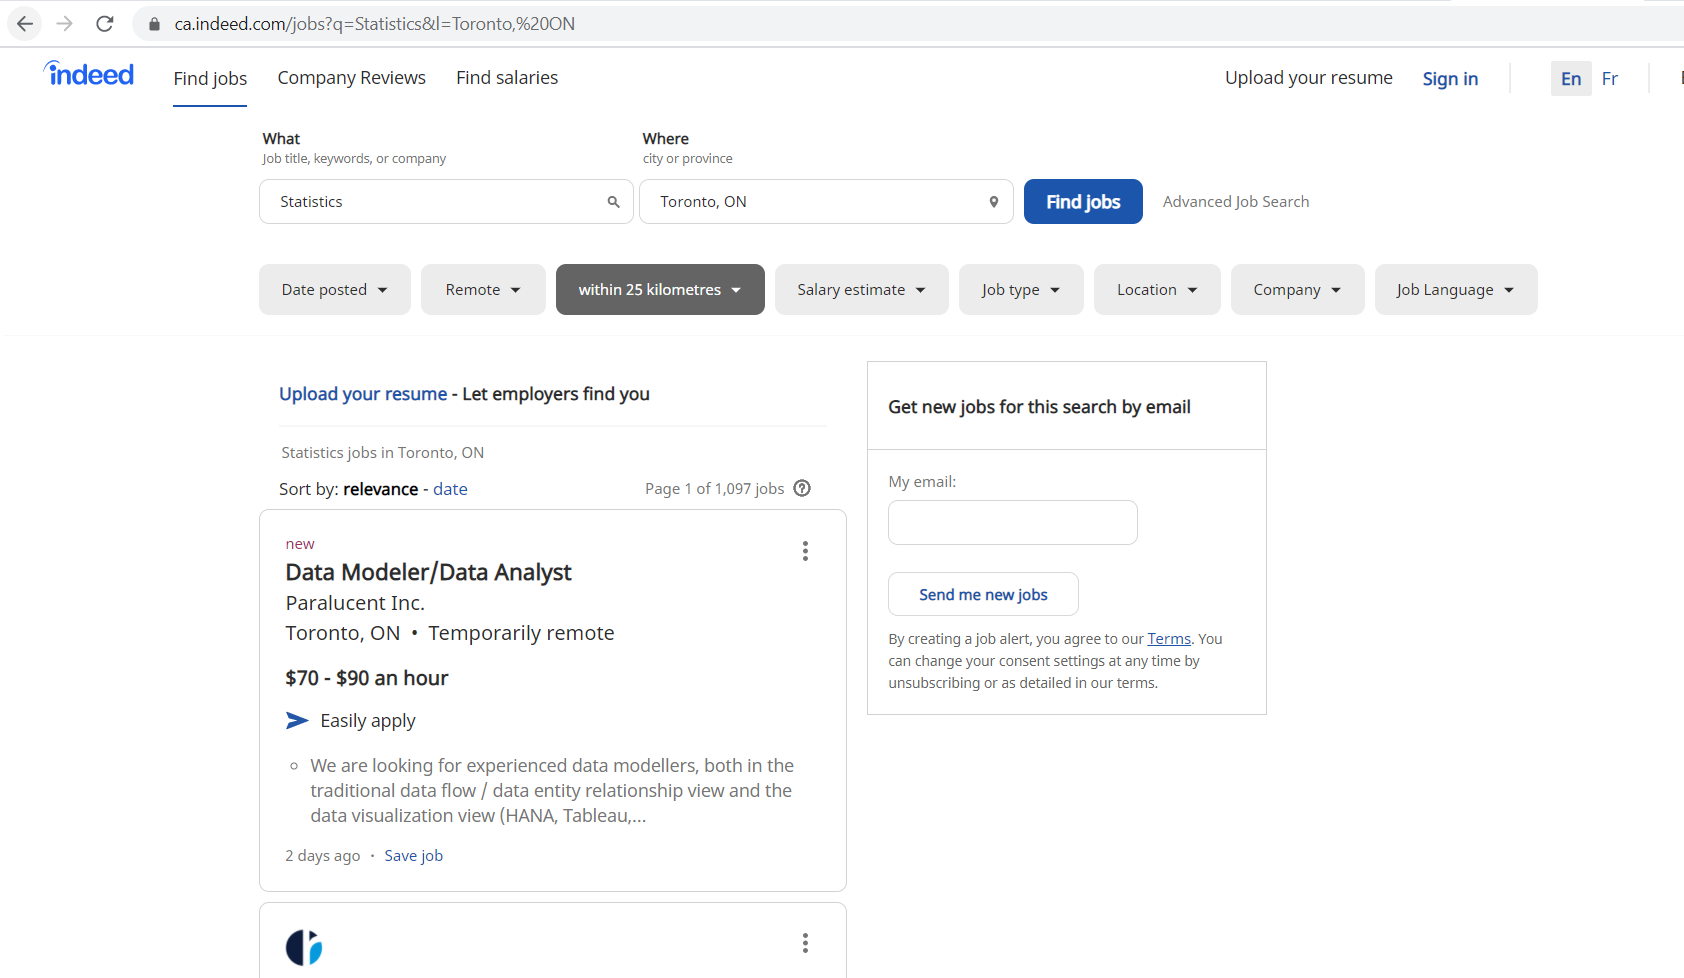 ca.indeed.com/jobs?q=Statistics&l=Toronto,%20ON
indeed
Find jobs
Company Reviews
Find salaries
Upload your resume
Sign in
En
Fr
What
Job title, keywords, or company
Where
city or province
Statistics
Toronto, ON
Find jobs
Advanced Job Search
Date posted
Remote
within 25 kilometres
Salary estimate
Job type
Location
Company
Job Language
Upload your resume - Let employers find you
Statistics jobs in Toronto, ON
Sort by: relevance - date
Page 1 of 1,097 jobs
new
Data Modeler/Data Analyst
Paralucent Inc.
Toronto, ON • Temporarily remote
$70 - $90 an hour
Easily apply
We are looking for experienced data modellers, both in the
traditional data flow / data entity relationship view and the
data visualization view (HANA, Tableau,...
2 days ago · Save job
Get new jobs for this search by email
My email:
Send me new jobs
By creating a job alert, you agree to our Terms. You
can change your consent settings at any time by
unsubscribing or as detailed in our terms.